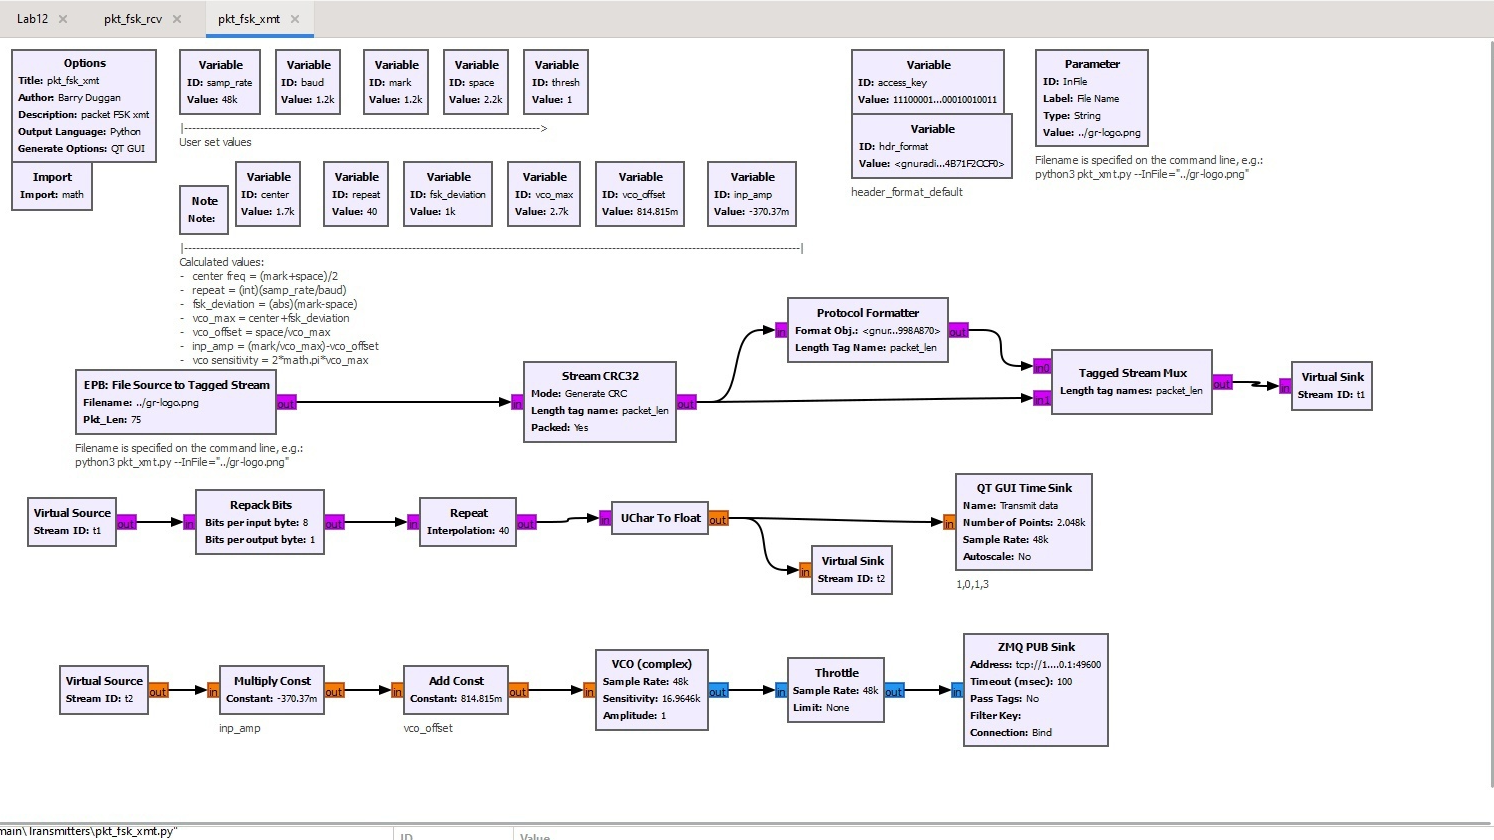 Lab12
pkt_fsk_rcv
pkt_fsk_xmt
Options
Title: pkt_fsk_xmt
Author: Barry Duggan
Description: packet FSK xmt
Output Language: Python
Generate Options: QT GUI
Import
Import: math
Variable
ID: samp_rate
Value: 48k
Variable
ID: baud
Value: 1.2k
Variable
ID: mark
Value: 1.2k
Variable
ID: space
Value: 2.2k
Variable
ID: thresh
Value: 1
|------------------------------------------------------------------------------------------>
User set values
Note
Note:
Variable
ID: center
Value: 1.7k
Variable
ID: repeat
Value: 40
Variable
ID: fsk_deviation
Value: 1k
Variable
ID: vco_max
Value: 2.7k
Variable
ID: vco_offset
Value: 814.815m
Variable
ID: inp_amp
Value: -370.37m
|----------------------------------------------------------------------------------------------------------------------------------------------------------|
Calculated values:
- center freq = (mark+space)/2
- repeat = (int)(samp_rate/baud)
- fsk_deviation = (abs)(mark-space)
- vco_max = center+fsk_deviation
- vco_offset = space/vco_max
- inp_amp = (mark/vco_max)-vco_offset
- vco sensitivity = 2*math.pi*vco_max
Variable
ID: access_key
Value: 11100001...00010010011
Variable
ID: hdr_format
Value: <gnuradi...4B71F2CCF0>
header_format_default
Parameter
ID: InFile
Label: File Name
Type: String
Value: ../gr-logo.png
Filename is specified on the command line, e.g.:
python3 pkt_xmt.py --InFile="../gr-logo.png"
EPB: File Source to Tagged Stream
Filename: ../gr-logo.png
Pkt_Len: 75
out
Filename is specified on the command line, e.g.:
python3 pkt_xmt.py --InFile="../gr-logo.png"
in
Stream CRC32
Mode: Generate CRC
Length tag name: packet_len
Packed: Yes
out
in
Protocol Formatter
Format Obj.: <gnur...998A870>
Length Tag Name: packet_len
out
in0
in1
Tagged Stream Mux
Length tag names: packet_len
out
in
Virtual Sink
Stream ID: t1
Virtual Source
Stream ID: t1
out
in
Repack Bits
Bits per input byte: 8
Bits per output byte: 1
out
in
Repeat
Interpolation: 40
out
in
UChar To Float
out
in
Virtual Sink
Stream ID: t2
in
QT GUI Time Sink
Name: Transmit data
Number of Points: 2.048k
Sample Rate: 48k
Autoscale: No
1,0,1,3
Virtual Source
Stream ID: t2
out
in
Multiply Const
Constant: -370.37m
out
inp_amp
in
Add Const
Constant: 814.815m
out
vco_offset
in
VCO (complex)
Sample Rate: 48k
Sensitivity: 16.9646k
Amplitude: 1
out
in
Throttle
Sample Rate: 48k
Limit: None
out
in
ZMQ PUB Sink
Address: tcp://1....0.1:49600
Timeout (msec): 100
Pass Tags: No
Filter Key:
Connection: Bind
main\Transmitters\pkt_fsk_xmt.py"
ID
Value